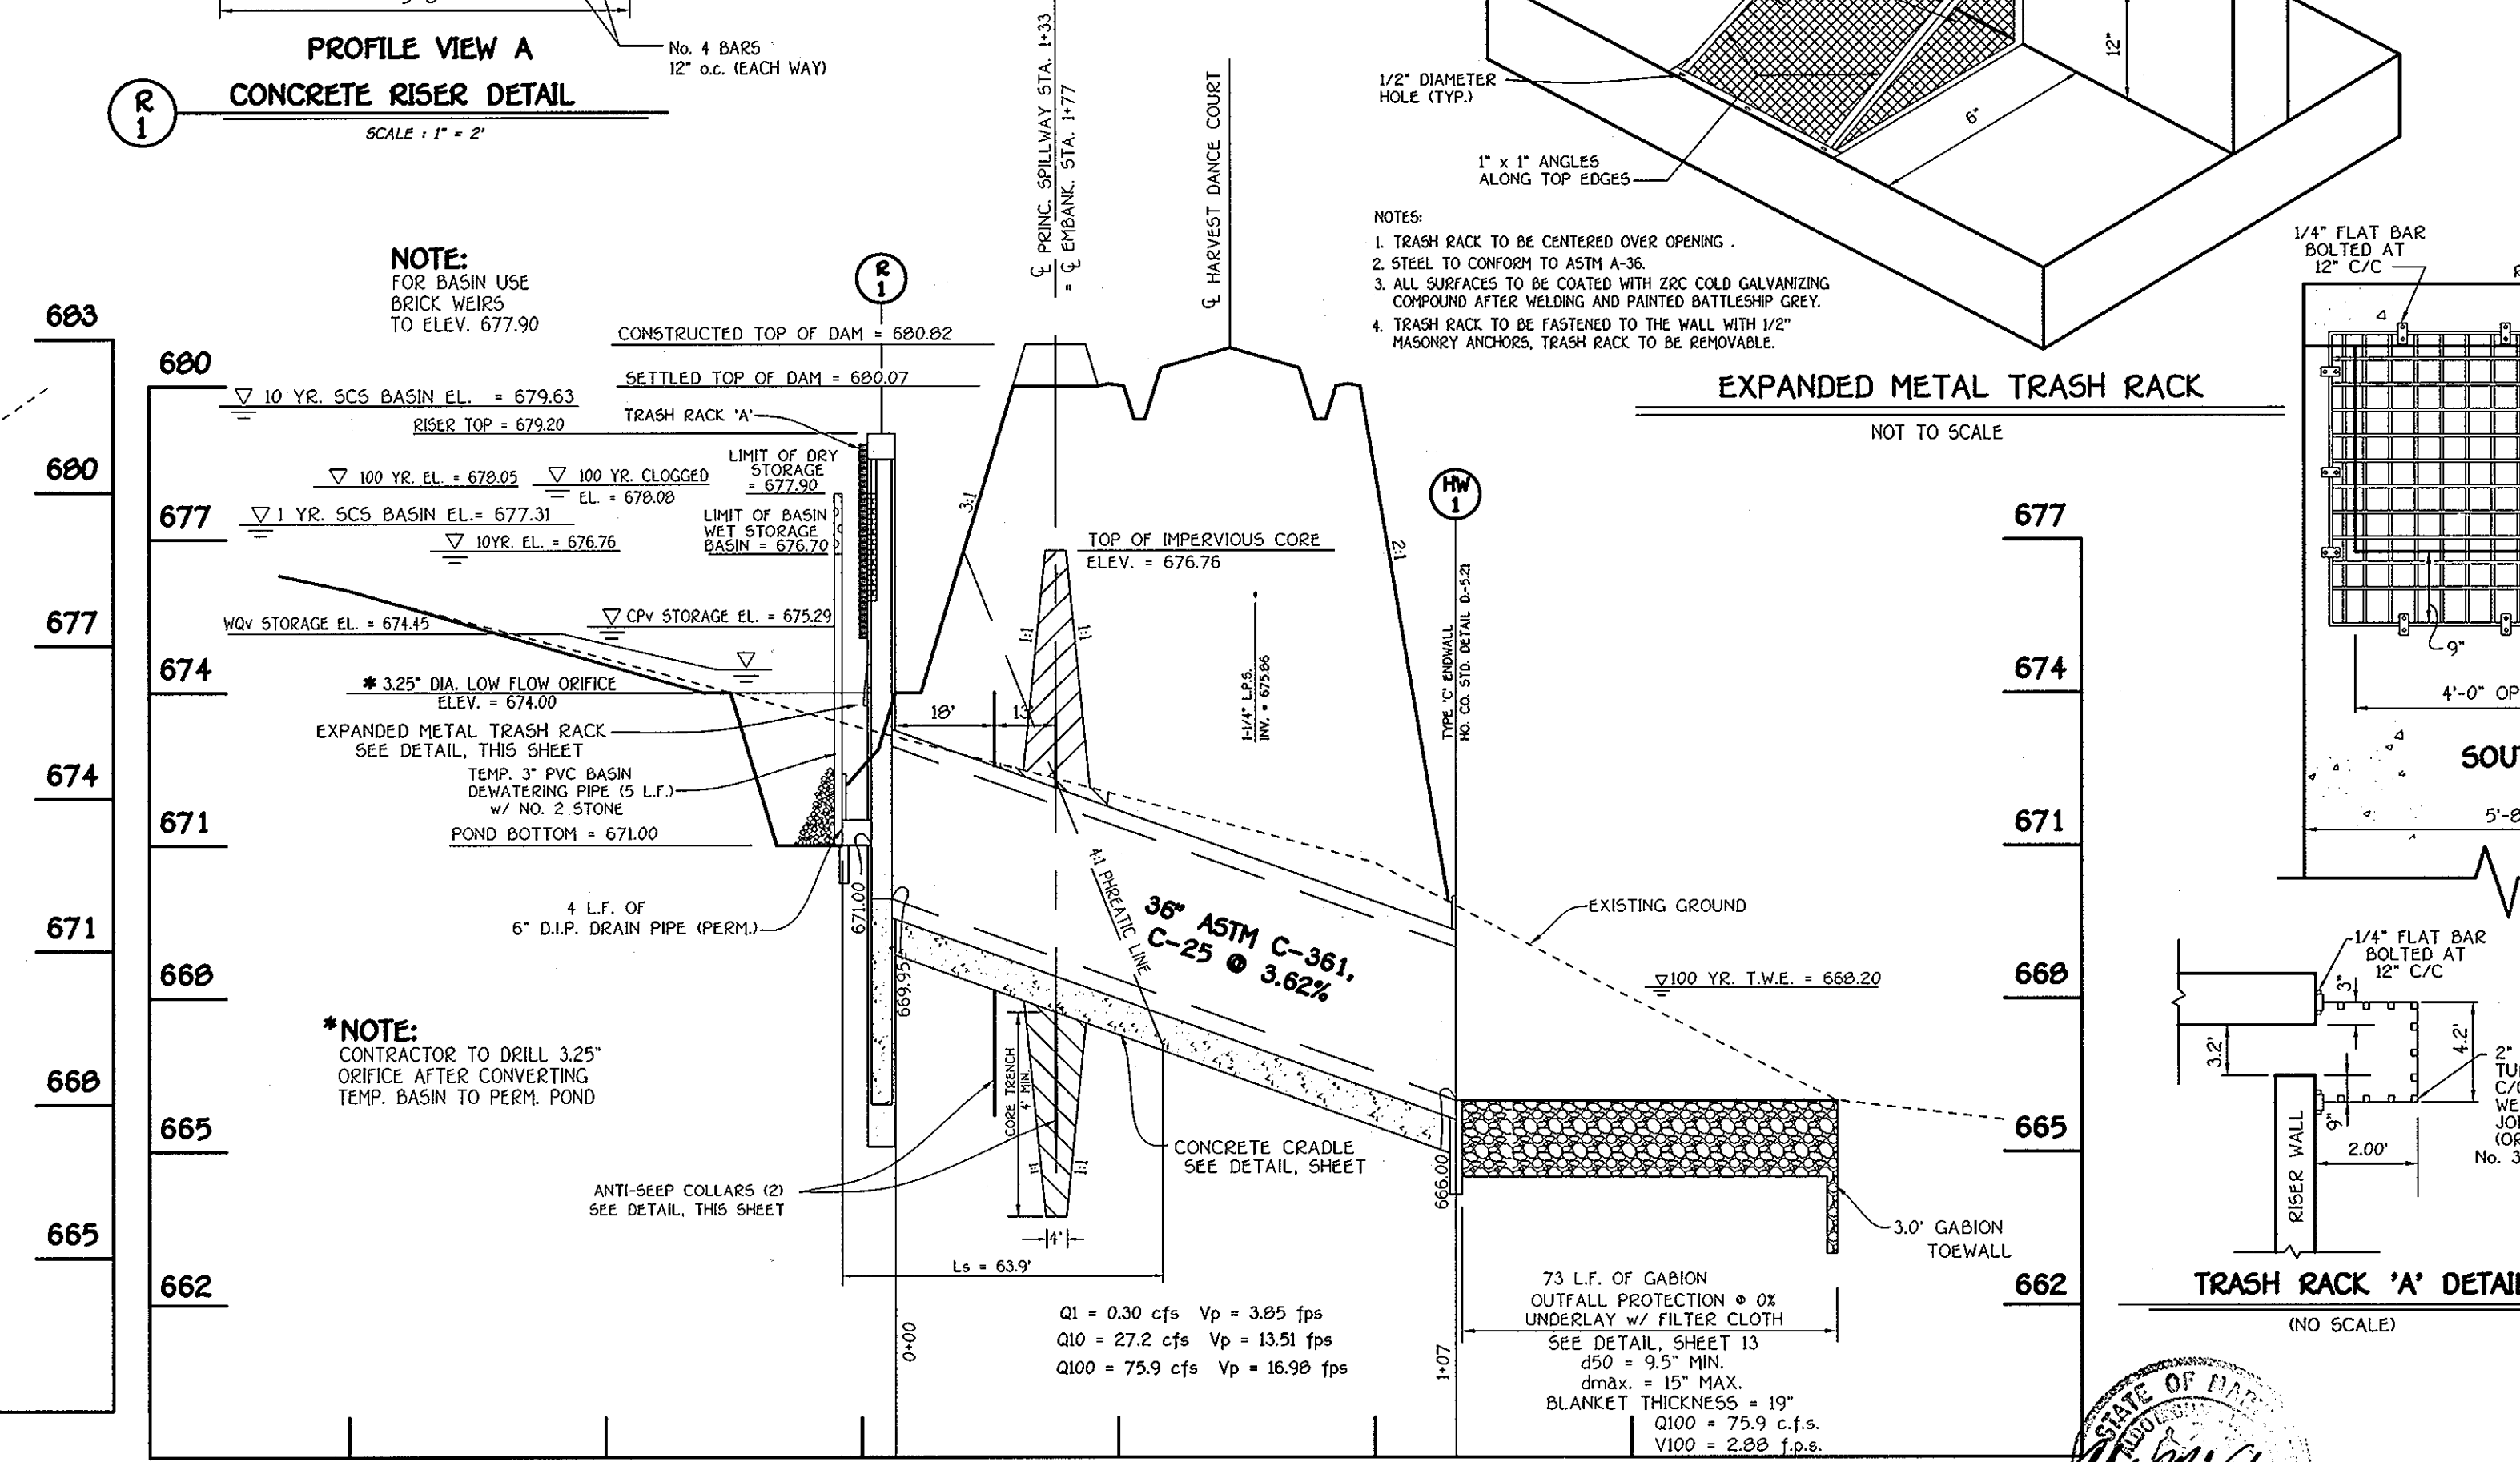 PROFILE VIEW A
No. 4 BARS
12" o.c. (EACH WAY)
R
1
CONCRETE RISER DETAIL
SCALE : 1" = 2'
℄ PRINC. SPILLWAY STA. 1+33
= ℄ EMBANK. STA. 1+77
℄ HARVEST DANCE COURT
1/2" DIAMETER
HOLE (TYP.)
1" x 1" ANGLES
ALONG TOP EDGES
6"
12"
NOTES:
1. TRASH RACK TO BE CENTERED OVER OPENING .
2. STEEL TO CONFORM TO ASTM A-36.
3. ALL SURFACES TO BE COATED WITH ZRC COLD GALVANIZING
COMPOUND AFTER WELDING AND PAINTED BATTLESHIP GREY.
4. TRASH RACK TO BE FASTENED TO THE WALL WITH 1/2"
MASONRY ANCHORS, TRASH RACK TO BE REMOVABLE.
EXPANDED METAL TRASH RACK
NOT TO SCALE
1/4" FLAT BAR
BOLTED AT
12" C/C
NOTE:
FOR BASIN USE
BRICK WEIRS
TO ELEV. 677.90
683
680
677
674
671
668
665
680
677
674
671
668
665
662
R
1
CONSTRUCTED TOP OF DAM = 680.82
SETTLED TOP OF DAM = 680.07
10 YR. SCS BASIN EL. = 679.63
TRASH RACK 'A'
RISER TOP = 679.20
LIMIT OF DRY
STORAGE
= 677.90
100 YR. EL. = 678.05
100 YR. CLOGGED
EL. = 678.08
1 YR. SCS BASIN EL.= 677.31
LIMIT OF BASIN
WET STORAGE
BASIN = 676.70
10YR. EL. = 676.76
3:1
TOP OF IMPERVIOUS CORE
ELEV. = 676.76
2:1
HW
1
TYPE 'C' ENDWALL
HO. CO. STD. DETAIL D.-5.21
1-1/4" L.P.S.
INV. = 675.86
WQv STORAGE EL. = 674.45
CPv STORAGE EL. = 675.29
1:1
1:1
* 3.25" DIA. LOW FLOW ORIFICE
ELEV. = 674.00
18'
13'
EXPANDED METAL TRASH RACK
SEE DETAIL, THIS SHEET
TEMP. 3" PVC BASIN
DEWATERING PIPE (5 L.F.)
w/ NO. 2 STONE
POND BOTTOM = 671.00
4 L.F. OF
6" D.I.P. DRAIN PIPE (PERM.)
671.00
669.95
4:1 PHREATIC LINE
36" ASTM C-361,
C-25 @ 3.62%
EXISTING GROUND
100 YR. T.W.E. = 668.20
*NOTE:
CONTRACTOR TO DRILL 3.25"
ORIFICE AFTER CONVERTING
TEMP. BASIN TO PERM. POND
CORE TRENCH
4' MIN.
1:1
1:1
CONCRETE CRADLE
SEE DETAIL, SHEET
ANTI-SEEP COLLARS (2)
SEE DETAIL, THIS SHEET
4'
Ls = 63.9'
666.00
3.0' GABION
TOEWALL
Q1 = 0.30 cfs Vp = 3.85 fps
Q10 = 27.2 cfs Vp = 13.51 fps
Q100 = 75.9 cfs Vp = 16.98 fps
73 L.F. OF GABION
OUTFALL PROTECTION @ 0%
UNDERLAY w/ FILTER CLOTH
SEE DETAIL, SHEET 13
d50 = 9.5" MIN.
dmax. = 15" MAX.
BLANKET THICKNESS = 19"
Q100 = 75.9 c.f.s.
V100 = 2.88 f.p.s.
0+00
1+07
677
674
671
668
665
662
9"
4'-0" OP
SOU
5'-8
1/4" FLAT BAR
BOLTED AT
12" C/C
3"
3.2'
4.2'
2"
TU
C/C
WE
JO
(OR
No. 3
9"
2.00'
RISER WALL
TRASH RACK 'A' DETAIL
(NO SCALE)
STATE OF MAR